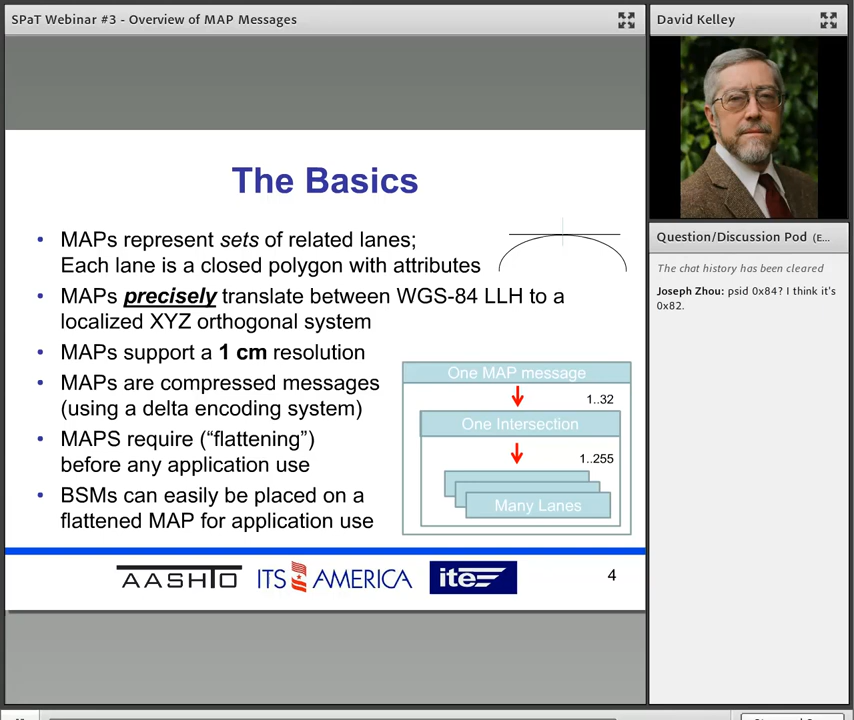 SPaT Webinar #3 - Overview of MAP Messages
David Kelley
The Basics
• MAPs represent sets of related lanes;
Each lane is a closed polygon with attributes
• MAPs precisely translate between WGS-84 LLH to a
localized XYZ orthogonal system
• MAPs support a 1 cm resolution
• MAPs are compressed messages
(using a delta encoding system)
• MAPS require (“flattening”)
before any application use
• BSMs can easily be placed on a
flattened MAP for application use
One MAP message
1..32
One Intersection
1..255
Many Lanes
AASHTO
ITS AMERICA
ite
4
Question/Discussion Pod (E...
The chat history has been cleared
Joseph Zhou: psid 0x84? I think it's
0x82.